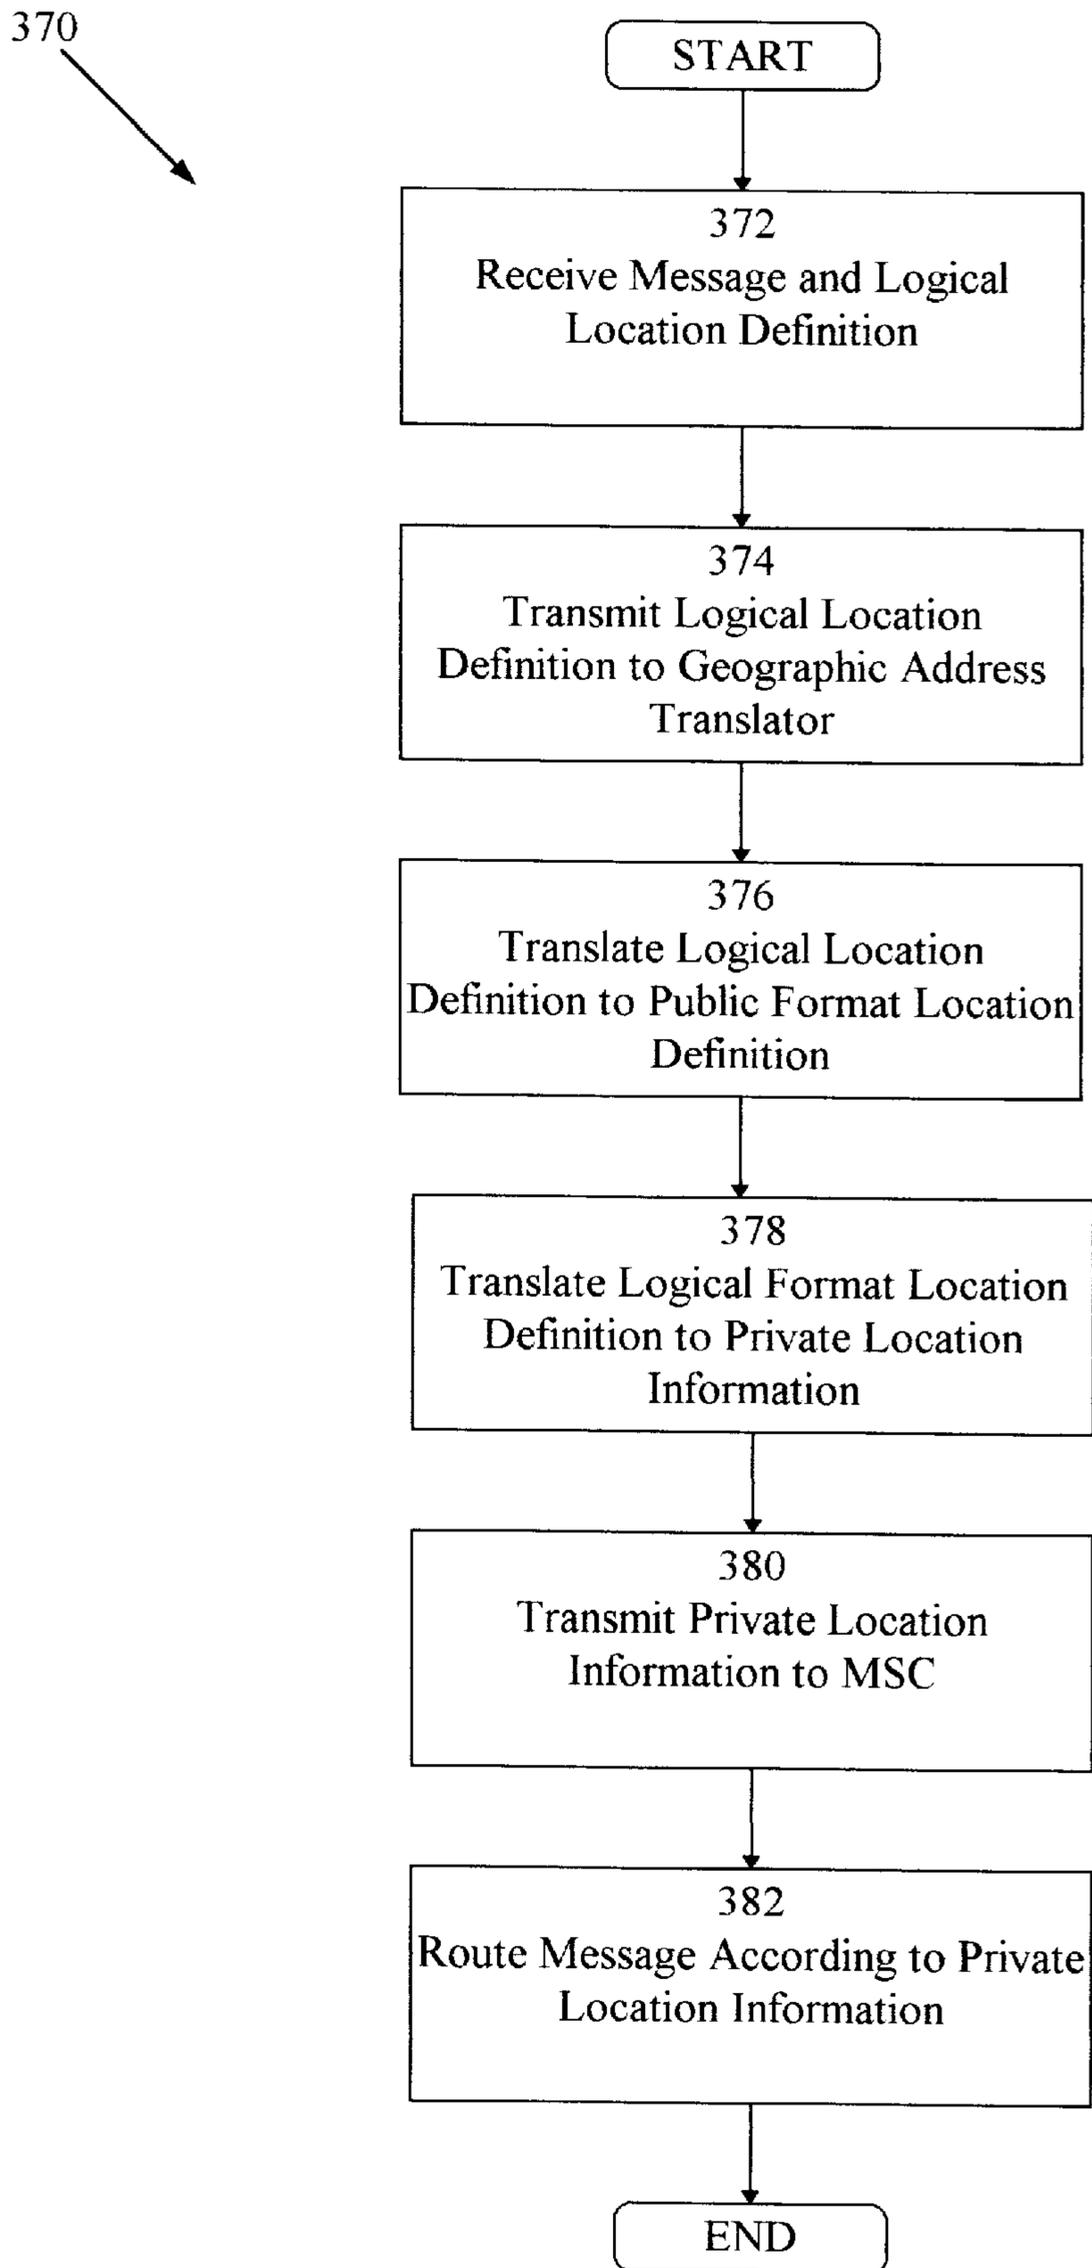 370
START
372
Receive Message and Logical
Location Definition
374
Transmit Logical Location
Definition to Geographic Address
Translator
376
Translate Logical Location
Definition to Public Format Location
Definition
378
Translate Logical Format Location
Definition to Private Location
Information
380
Transmit Private Location
Information to MSC
382
Route Message According to Private
Location Information
END